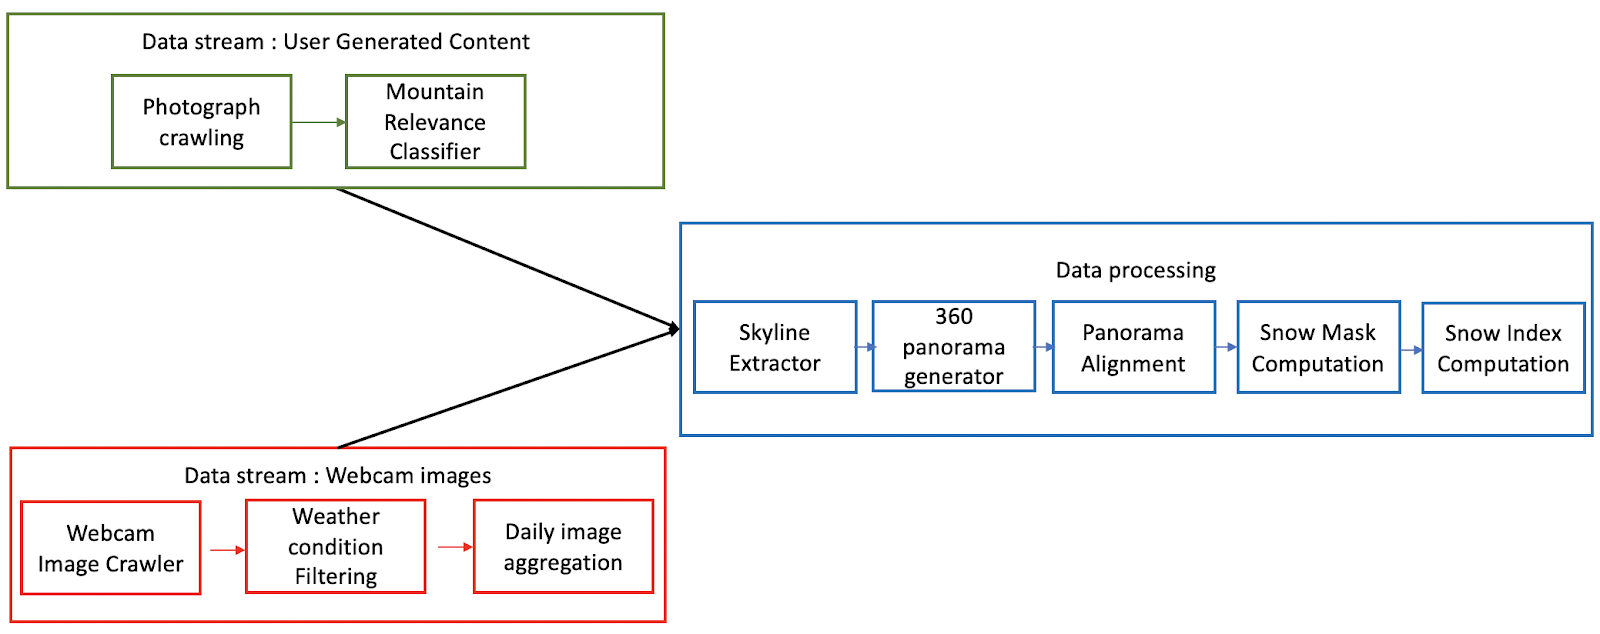 Data stream : User Generated Content
Photograph
crawling
Mountain
Relevance
Classifier
Data processing
Skyline
Extractor
360
panorama
generator
Panorama
Alignment
Snow Mask
Computation
Snow Index
Computation
Data stream : Webcam images
Webcam
Image Crawler
Weather
condition
Filtering
Daily image
aggregation